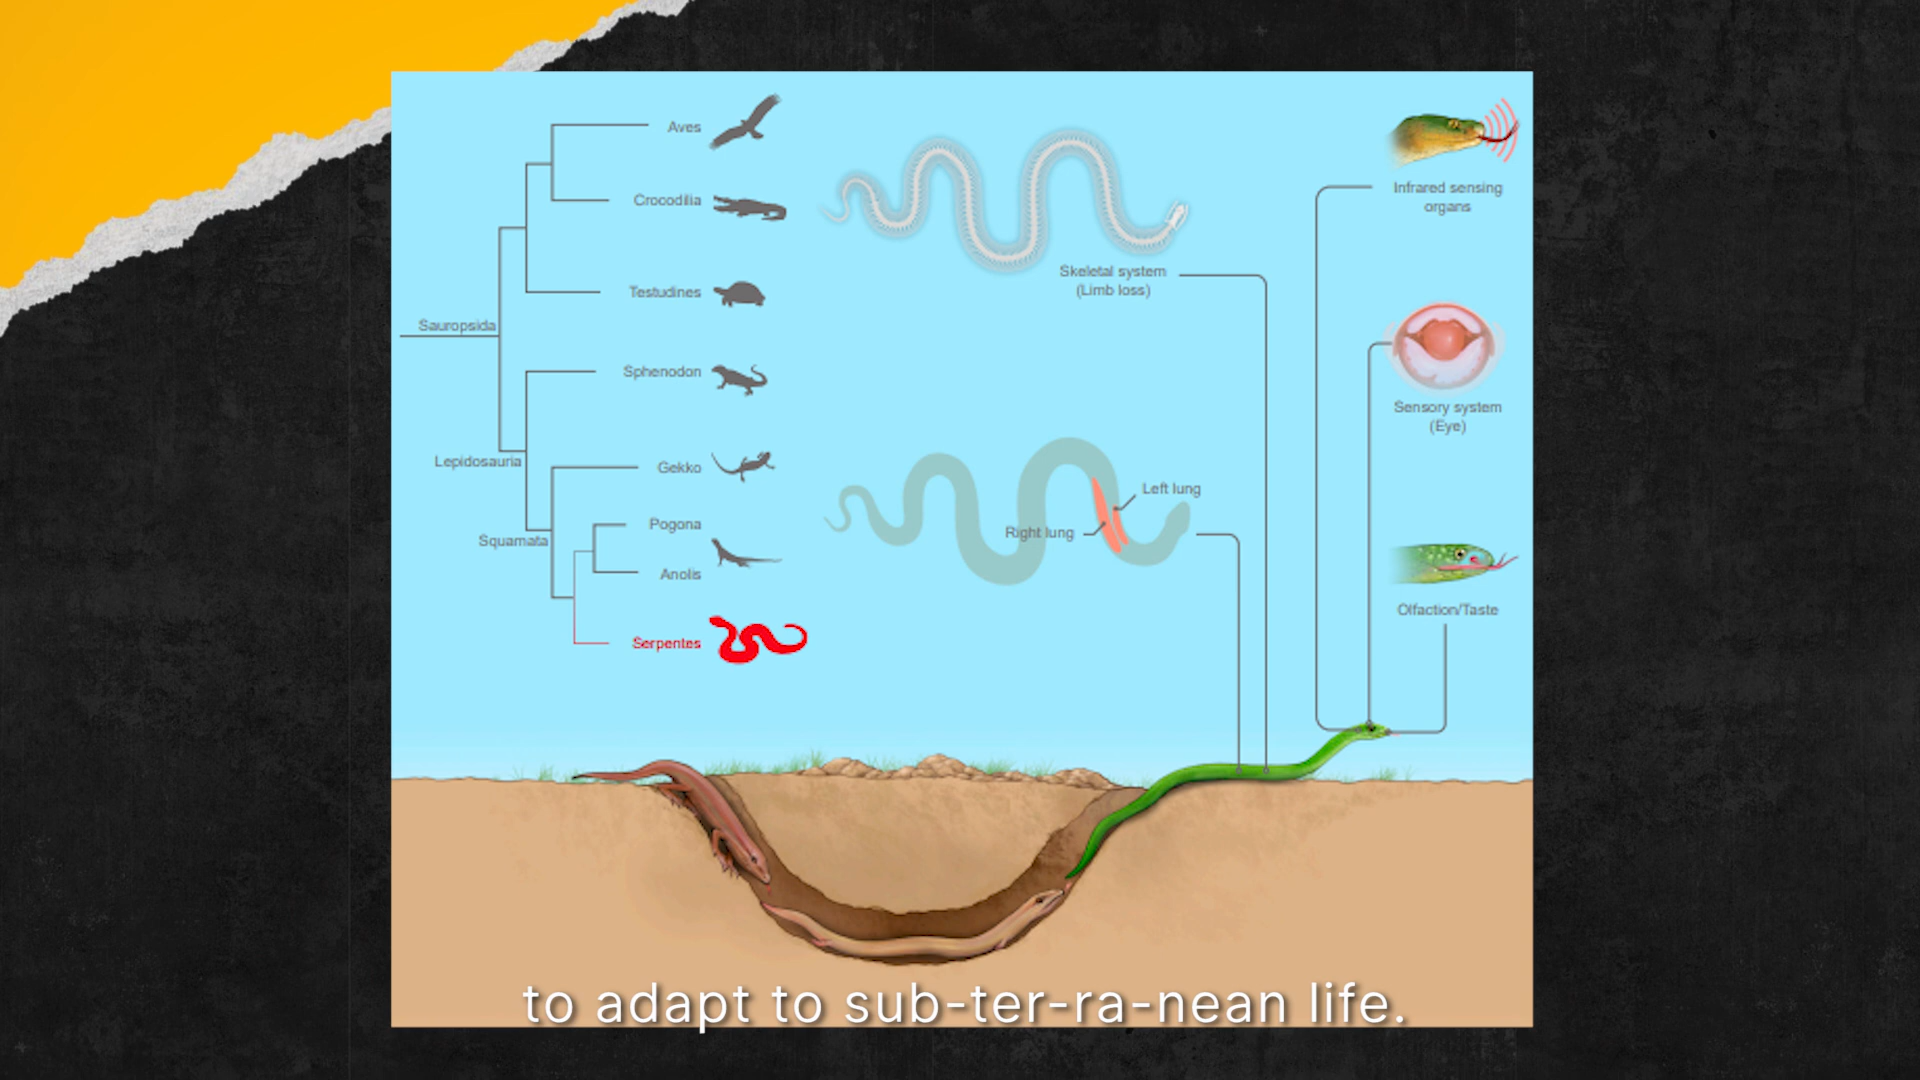 Aves
Crocodilia
Testudines
Sauropsida
Sphenodon
Lepidosauria
Gekko
Pogona
Squamata
Anolis
Serpentes
Skeletal system
(Limb loss)
Left lung
Right lung
Infrared sensing
organs
Sensory system
(Eye)
Olfaction/Taste
to adapt to sub-ter-ra-nean life.